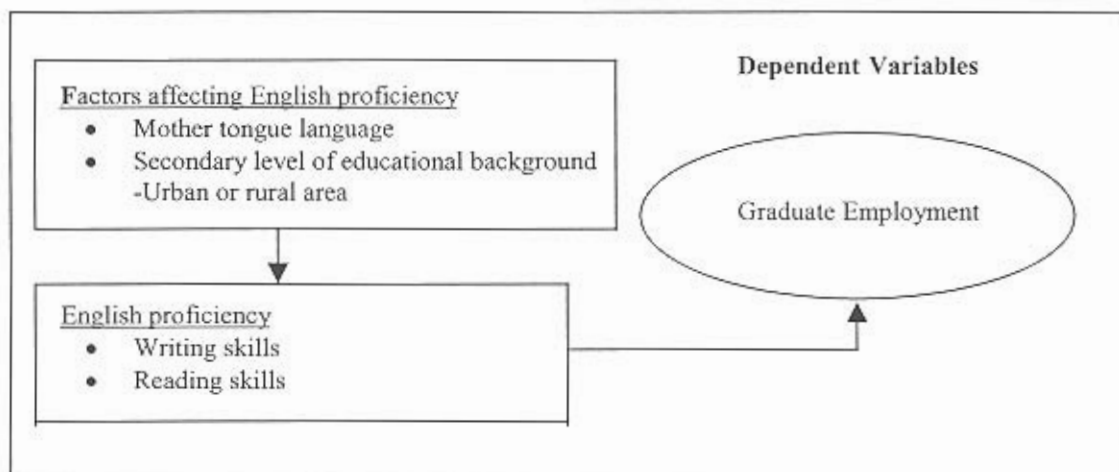 Factors affecting English proficiency
• Mother tongue language
• Secondary level of educational background
-Urban or rural area
English proficiency
• Writing skills
• Reading skills
Dependent Variables
Graduate Employment